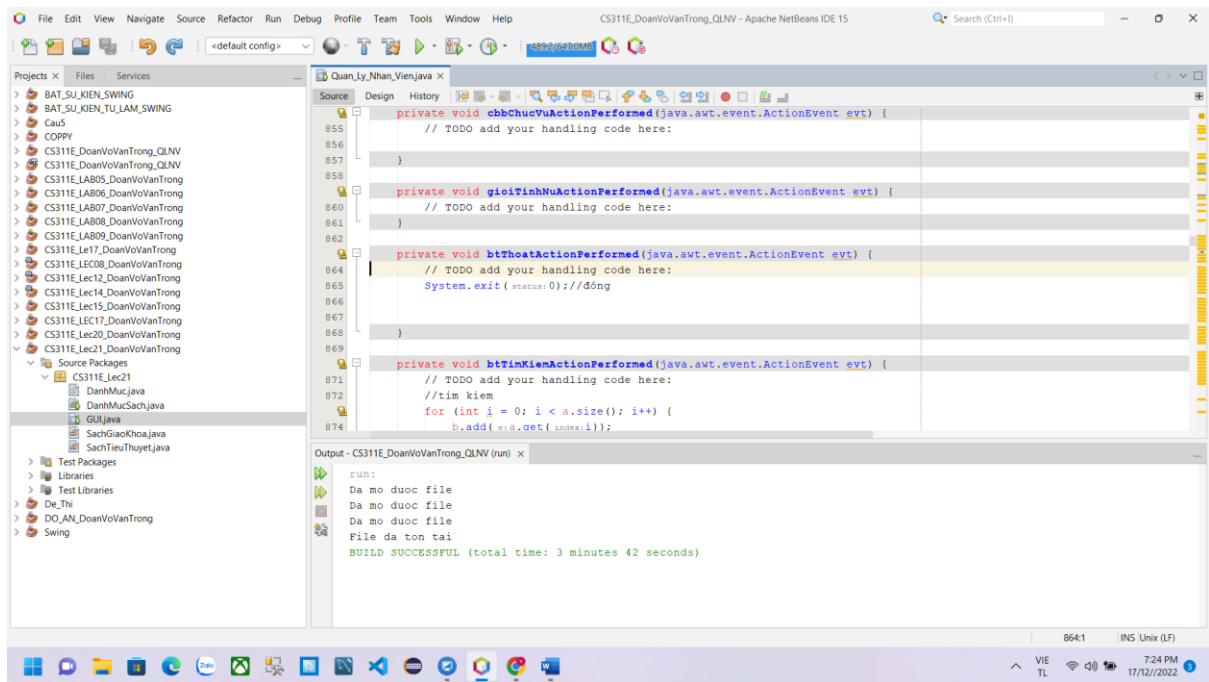 File Edit View Navigate Source Refactor Run Debug Profile Team Tools Window Help
CS311E_DoanVoVanTrong_QLNV - Apache NetBeans IDE 15
Search (Ctrl+I)
<default config>
489.2/647.0MB
Projects Files Services
BAT_SU_KIEN_SWING
BAT_SU_KIEN_TU_LAM_SWING
Cau5
COPPY
CS311E_DoanVoVanTrong_QLNV
CS311E_DoanVoVanTrong_QLNV
CS311E_LAB05_DoanVoVanTrong
CS311E_LAB06_DoanVoVanTrong
CS311E_LAB07_DoanVoVanTrong
CS311E_LAB08_DoanVoVanTrong
CS311E_LAB09_DoanVoVanTrong
CS311E_Le17_DoanVoVanTrong
CS311E_LEC08_DoanVoVanTrong
CS311E_Lec12_DoanVoVanTrong
CS311E_Lec14_DoanVoVanTrong
CS311E_Lec15_DoanVoVanTrong
CS311E_LEC17_DoanVoVanTrong
CS311E_Lec20_DoanVoVanTrong
CS311E_Lec21_DoanVoVanTrong
Source Packages
CS311E_Lec21
DanhMuc.java
DanhMucSach.java
GUI.java
SachGiaoKhoa.java
SachTieuThuyet.java
Test Packages
Libraries
Test Libraries
De_Thi
DO_AN_DoanVoVanTrong
Swing
Quan_Ly_Nhan_Vien.java
Source Design History
private void cbbChucVuActionPerformed(java.awt.event.ActionEvent evt) {
855 // TODO add your handling code here:
856
857 }
858
private void gioiTinhNuActionPerformed(java.awt.event.ActionEvent evt) {
860 // TODO add your handling code here:
861 }
862
private void btThoatActionPerformed(java.awt.event.ActionEvent evt) {
864 // TODO add your handling code here:
865 System.exit( status: 0);//đóng
866
867
868 }
869
private void btTimKiemActionPerformed(java.awt.event.ActionEvent evt) {
871 // TODO add your handling code here:
872 //tim kiem
for (int i = 0; i < a.size(); i++) {
874 b.add( e: a.get( index: i));
Output - CS311E_DoanVoVanTrong_QLNV (run)
run:
Da mo duoc file
Da mo duoc file
Da mo duoc file
File da ton tai
BUILD SUCCESSFUL (total time: 3 minutes 42 seconds)
864:1 INS Unix (LF)
Zalo
VIE
TL
7:24 PM
17/12//2022
3